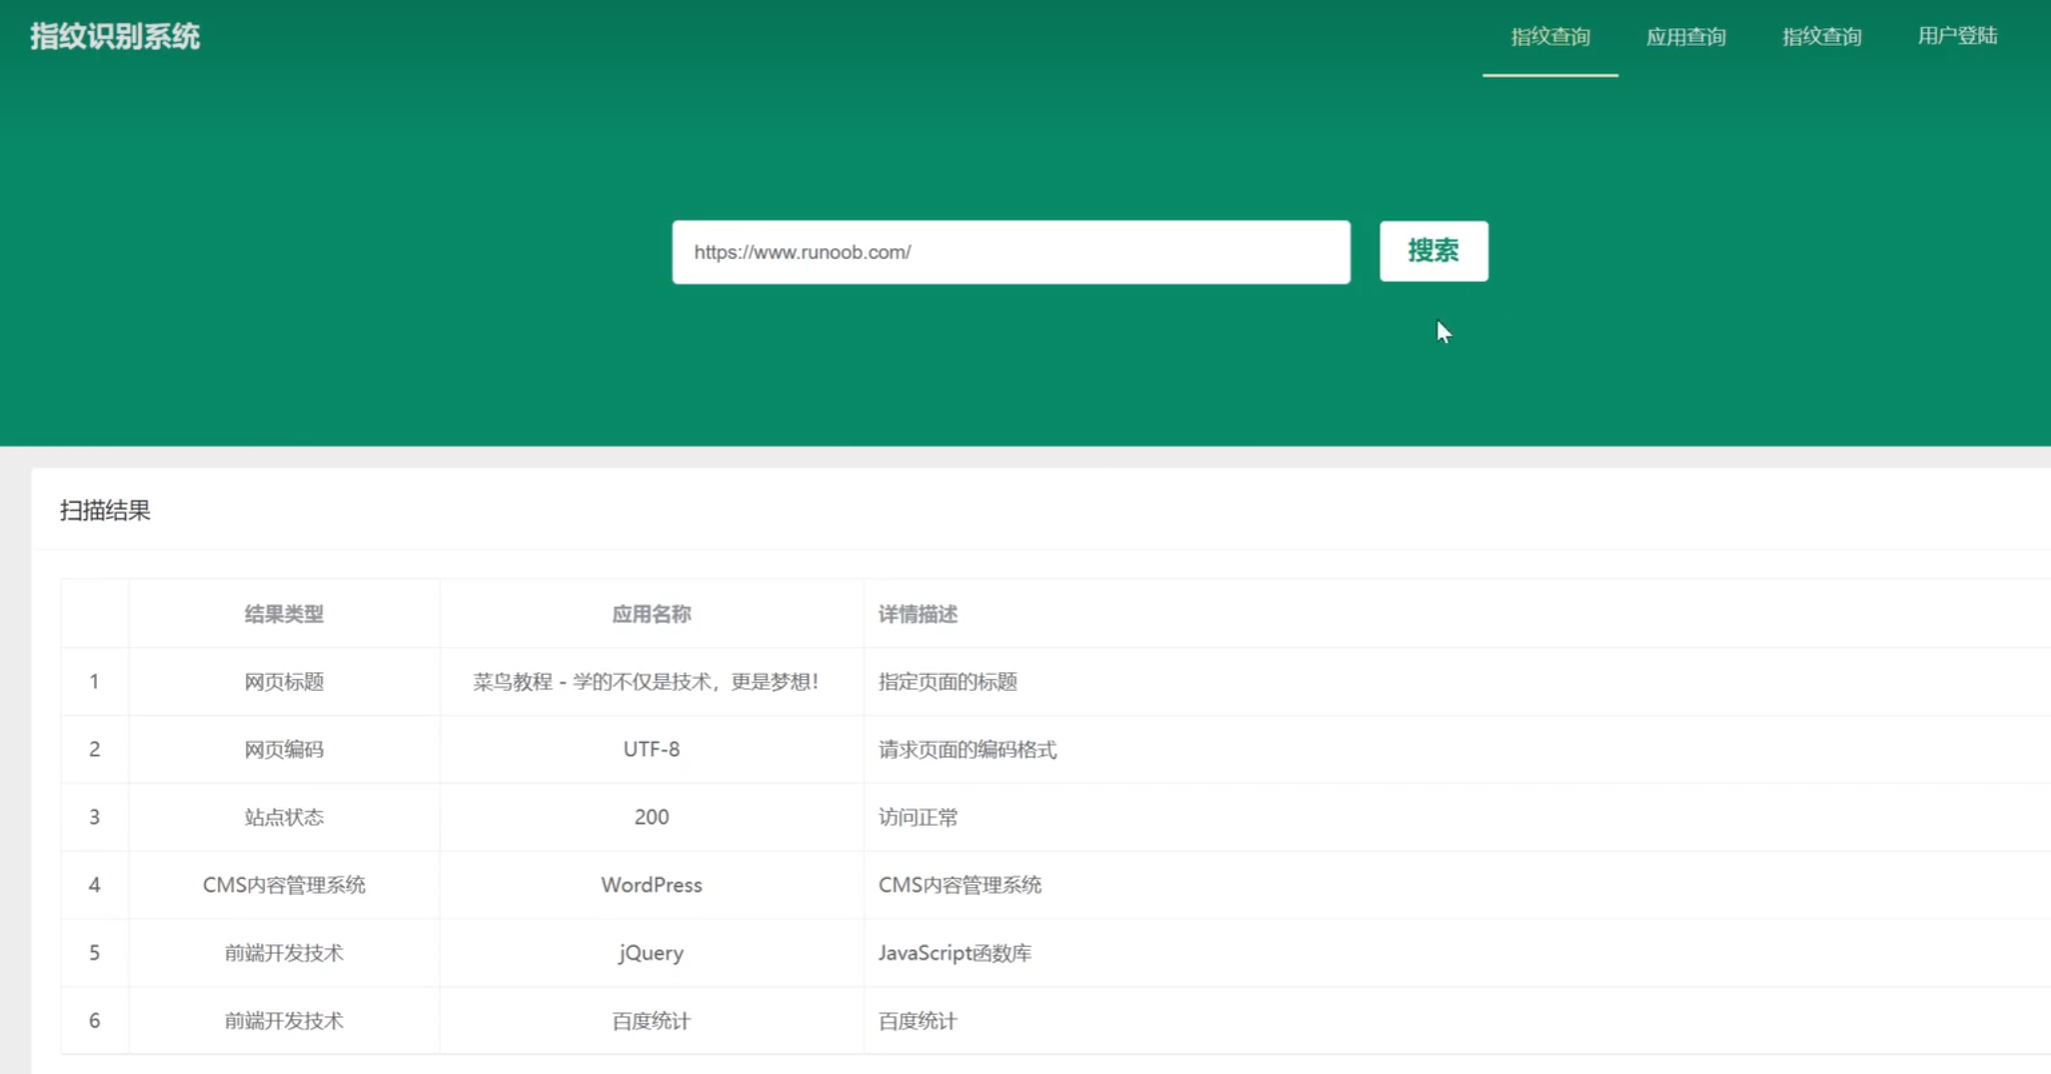 指纹识别系统
指纹查询 应用查询 指纹查询 用户登陆
https://www.runoob.com/
搜索
扫描结果
结果类型 应用名称 详情描述
1 网页标题 菜鸟教程 - 学的不仅是技术，更是梦想！ 指定页面的标题
2 网页编码 UTF-8 请求页面的编码格式
3 站点状态 200 访问正常
4 CMS内容管理系统 WordPress CMS内容管理系统
5 前端开发技术 jQuery JavaScript函数库
6 前端开发技术 百度统计 百度统计